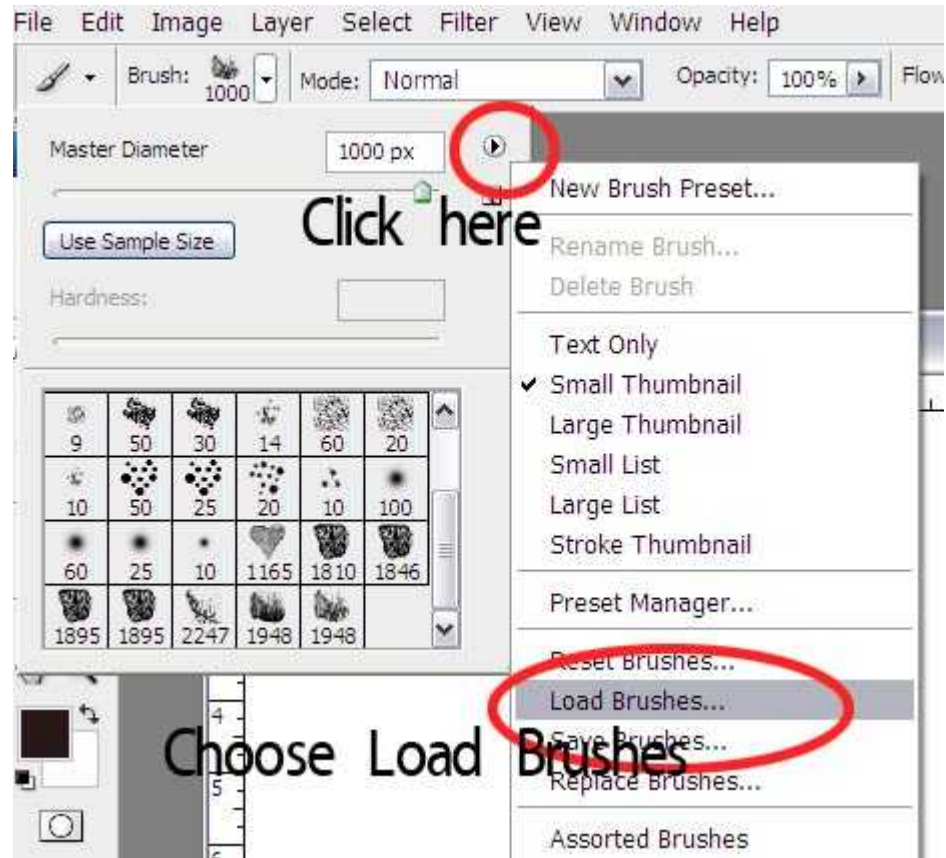 File Edit Image Layer Select Filter View Window Help
Brush: 1000 Mode: Normal Opacity: 100% Flow
Master Diameter 1000 px
Click here
Use Sample Size
Hardness:
9 50 30 14 60 20
10 50 25 20 10 100
60 25 10 1165 1810 1846
1895 1895 2247 1948 1948
New Brush Preset...
Rename Brush...
Delete Brush
Text Only
Small Thumbnail
Large Thumbnail
Small List
Large List
Stroke Thumbnail
Preset Manager...
Reset Brushes...
Load Brushes...
Save Brushes...
Replace Brushes...
Assorted Brushes
Choose Load Brushes
4
5